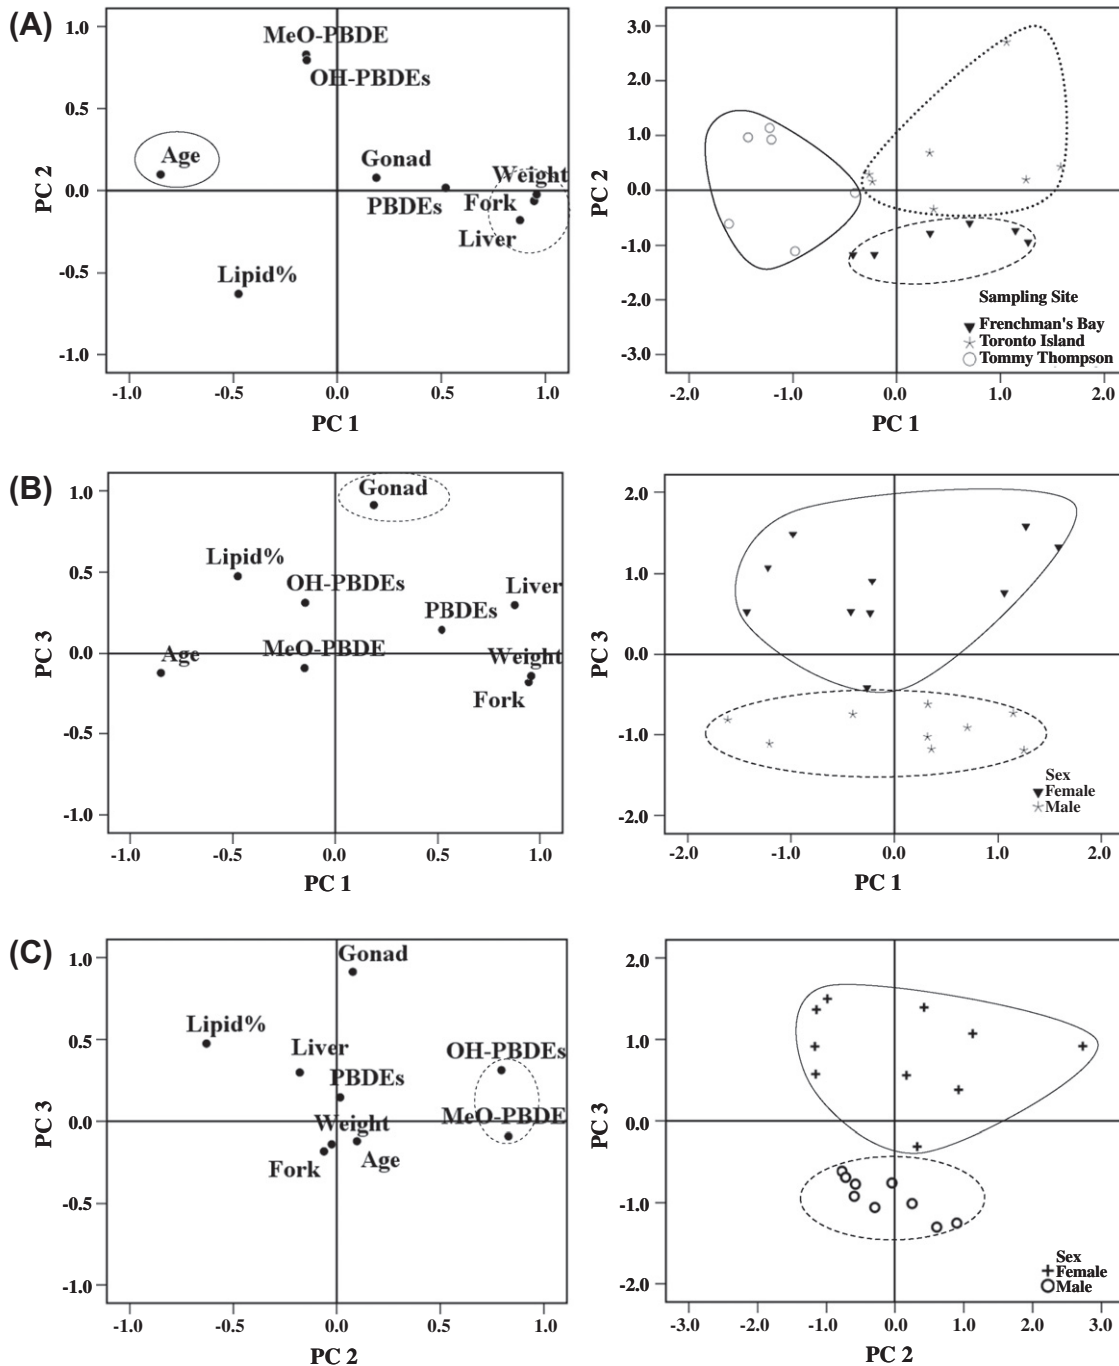 (A)
1.0
0.5
0.0
-0.5
-1.0
PC 2
MeO-PBDE
OH-PBDEs
Age
Gonad
Weight
PBDEs
Fork
Liver
Lipid%
-1.0
-0.5
0.0
0.5
1.0
PC 1
3.0
2.0
1.0
0.0
-1.0
-2.0
-3.0
PC 2
Sampling Site
Frenchman's Bay
Toronto Island
Tommy Thompson
-2.0
-1.0
0.0
1.0
2.0
PC 1
(B)
1.0
0.5
0.0
-0.5
-1.0
PC 3
Gonad
Lipid%
OH-PBDEs
Liver
PBDEs
Age
MeO-PBDE
Weight
Fork
-1.0
-0.5
0.0
0.5
1.0
PC 1
2.0
1.0
0.0
-1.0
-2.0
PC 3
Sex
Female
Male
-2.0
-1.0
0.0
1.0
2.0
PC 1
(C)
1.0
0.5
0.0
-0.5
-1.0
PC 3
Gonad
Lipid%
Liver
OH-PBDEs
PBDEs
Weight
MeO-PBDE
Fork
Age
-1.0
-0.5
0.0
0.5
1.0
PC 2
2.0
1.0
0.0
-1.0
-2.0
PC 3
Sex
Female
Male
-3.0
-2.0
-1.0
0.0
1.0
2.0
3.0
PC 2